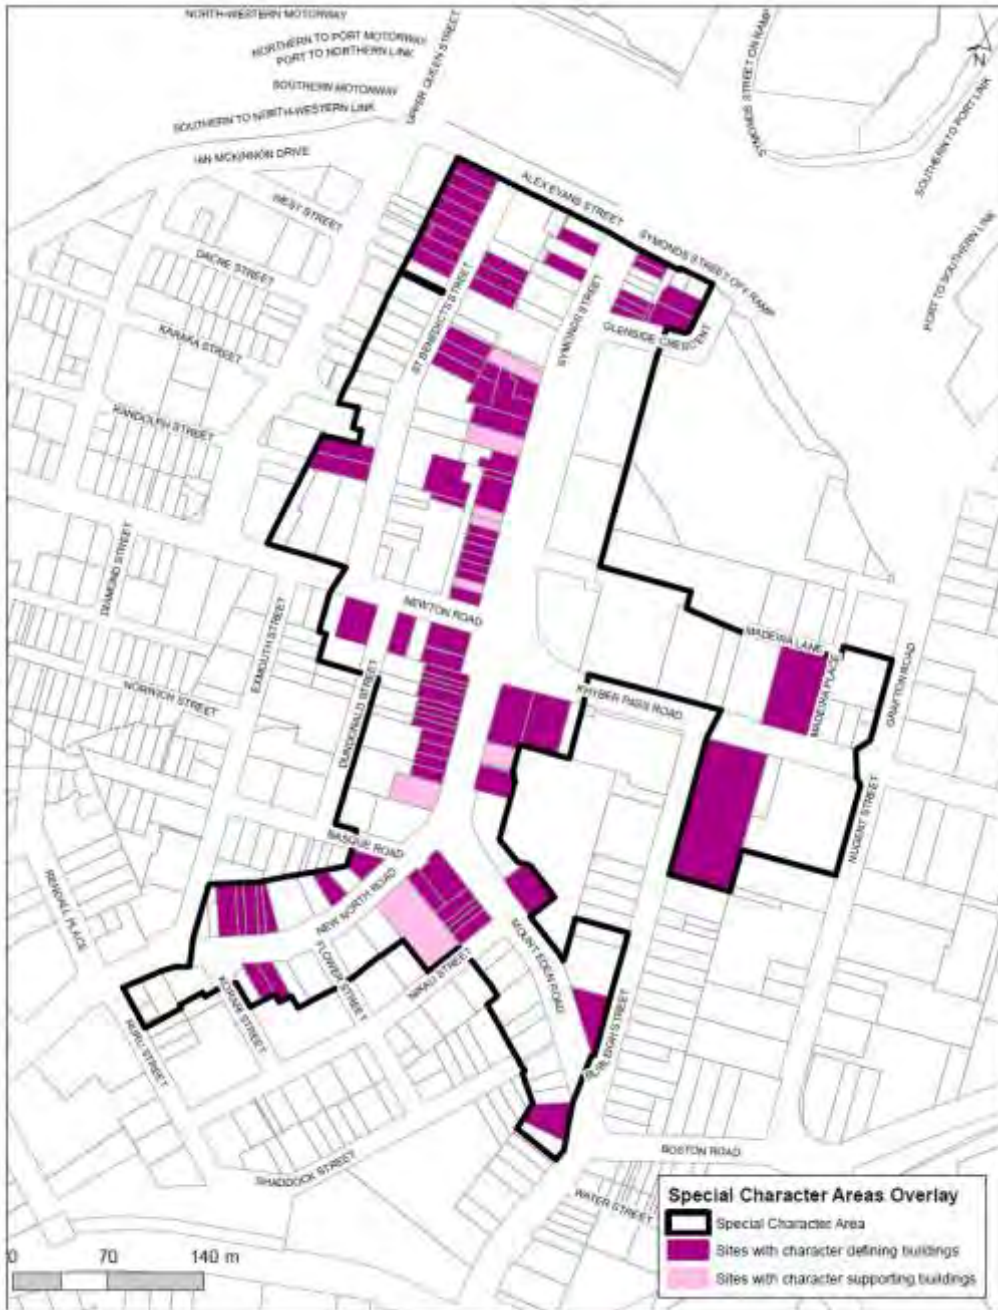 NORTH-WESTERN MOTORWAY
NORTHERN TO PORT MOTORWAY
PORT TO NORTHERN LINK
SOUTHERN MOTORWAY
SOUTHERN TO NORTH-WESTERN LINK
IAN MCKINNON DRIVE
UPPER QUEEN STREET
SYMONDS STREET ON RAMP
N
SOUTHERN TO PORT LINK
PORT TO SOUTHERN LINK
WEST STREET
ALEX EVANS STREET
SYMONDS STREET OFF RAMP
DACRE STREET
ST BENEDICTS STREET
SYMONDS STREET
GLENSIDE CRESCENT
KARAKA STREET
RANDOLPH STREET
DIAMOND STREET
EXMOUTH STREET
NEWTON ROAD
MADEIRA LANE
MADEIRA PLACE
GRAFTON ROAD
NORWICH STREET
DUNDONALD STREET
KHYBER PASS ROAD
NUGENT STREET
BASQUE ROAD
NEW NORTH ROAD
RENDALL PLACE
FLOWER STREET
NIKAU STREET
MOUNT EDEN ROAD
KORARI STREET
RURU STREET
BURLEIGH STREET
SHADDOCK STREET
BOSTON ROAD
WATER STREET
0 70 140 m
Special Character Areas Overlay
Special Character Area
Sites with character defining buildings
Sites with character supporting buildings